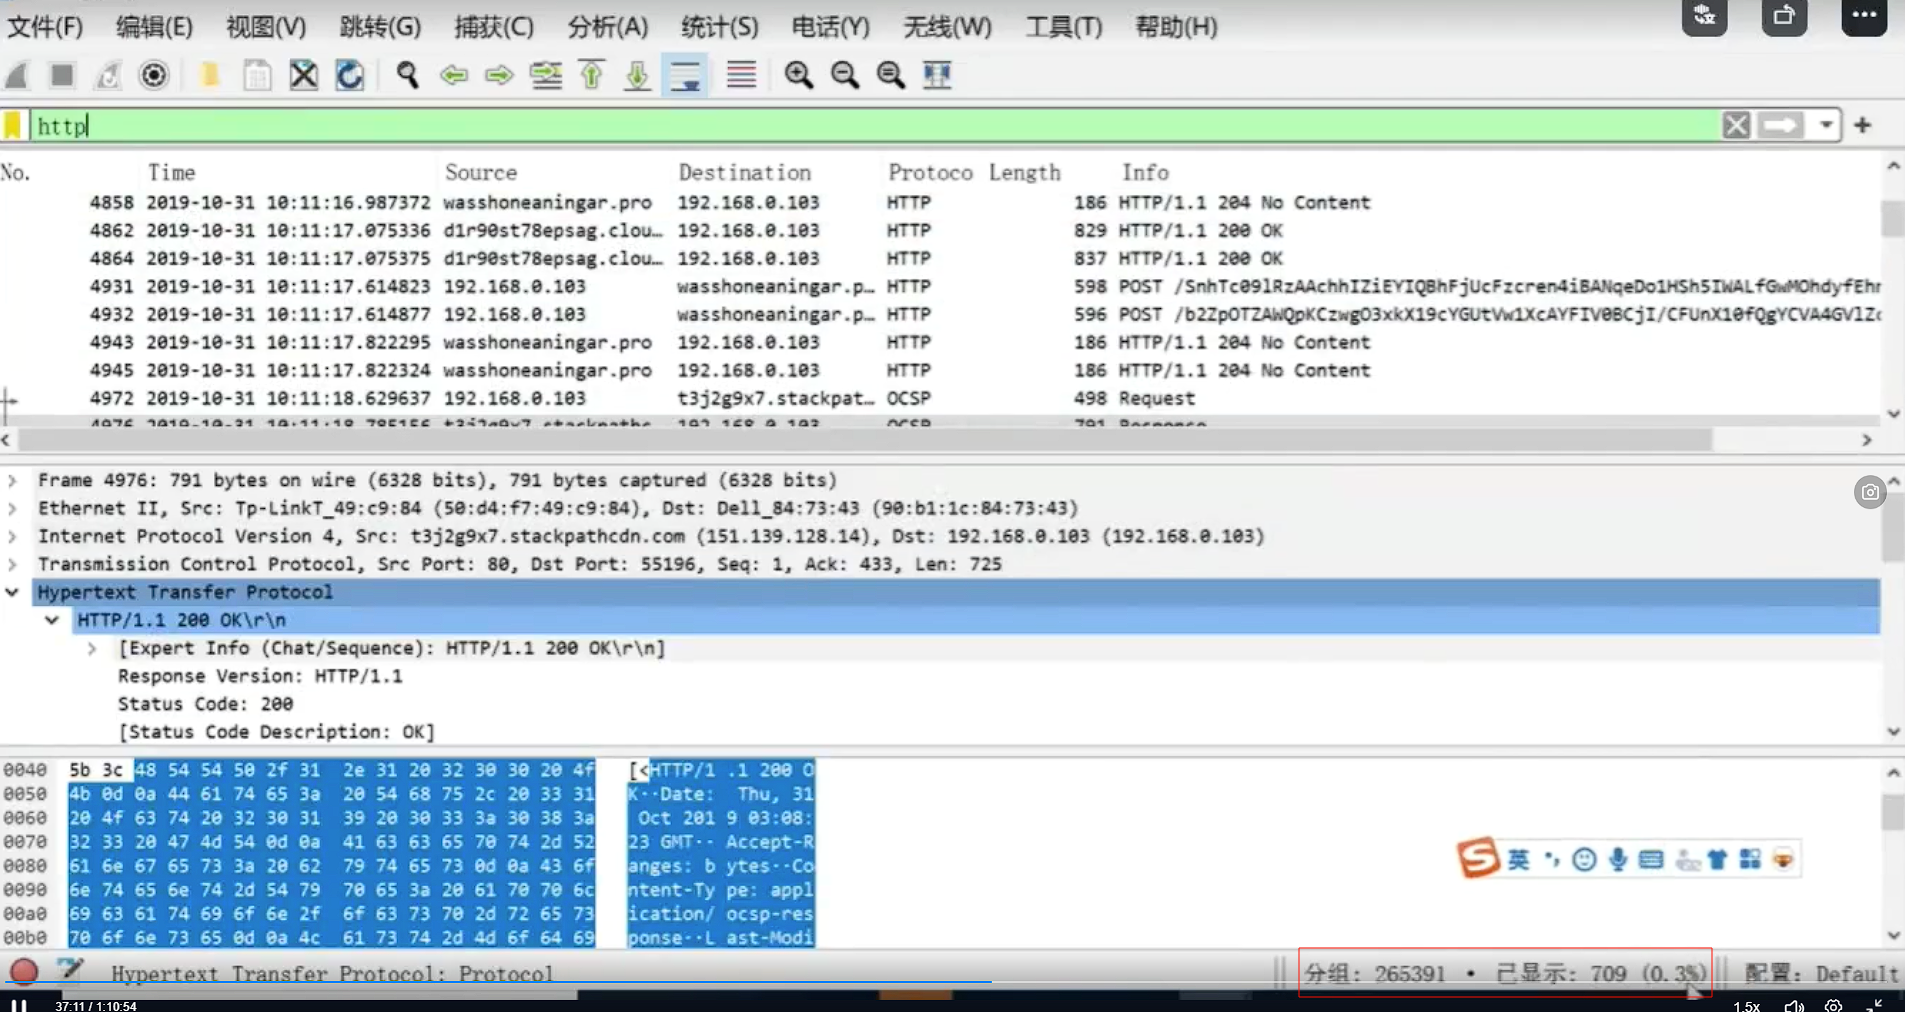 文件(F) 编辑(E) 视图(V) 跳转(G) 捕获(C) 分析(A) 统计(S) 电话(Y) 无线(W) 工具(T) 帮助(H)
http
No. Time Source Destination Protoco Length Info
4858 2019-10-31 10:11:16.987372 wasshoneaningar.pro 192.168.0.103 HTTP 186 HTTP/1.1 204 No Content
4862 2019-10-31 10:11:17.075336 d1r90st78epsag.clou… 192.168.0.103 HTTP 829 HTTP/1.1 200 OK
4864 2019-10-31 10:11:17.075375 d1r90st78epsag.clou… 192.168.0.103 HTTP 837 HTTP/1.1 200 OK
4931 2019-10-31 10:11:17.614823 192.168.0.103 wasshoneaningar.p… HTTP 598 POST
4932 2019-10-31 10:11:17.614877 192.168.0.103 wasshoneaningar.p… HTTP 596 POST
4943 2019-10-31 10:11:17.822295 wasshoneaningar.pro 192.168.0.103 HTTP 186 HTTP/1.1 204 No Content
4945 2019-10-31 10:11:17.822324 wasshoneaningar.pro 192.168.0.103 HTTP 186 HTTP/1.1 204 No Content
4972 2019-10-31 10:11:18.629637 192.168.0.103 t3j2g9x7.stackpat… OCSP 498 Request
4976 2019-10-31 10:11:18.785156 t3j2g9x7.stackpathc… 192.168.0.103 OCSP 791 Response
Frame 4976: 791 bytes on wire (6328 bits), 791 bytes captured (6328 bits)
Ethernet II, Src: Tp-LinkT_49:c9:84 (50:d4:f7:49:c9:84), Dst: Dell_84:73:43 (90:b1:1c:84:73:43)
Internet Protocol Version 4, Src: t3j2g9x7.stackpathcdn.com (151.139.128.14), Dst: 192.168.0.103 (192.168.0.103)
Transmission Control Protocol, Src Port: 80, Dst Port: 55196, Seq: 1, Ack: 433, Len: 725
Hypertext Transfer Protocol
HTTP/1.1 200 OK\r\n
[Expert Info (Chat/Sequence): HTTP/1.1 200 OK\r\n]
Response Version: HTTP/1.1
Status Code: 200
[Status Code Description: OK]
0040 5b 3c 48 54 54 50 2f 31 2e 31 20 32 30 30 20 4f [<HTTP/1 .1 200 O
0050 4b 0d 0a 44 61 74 65 3a 20 54 68 75 2c 20 33 31 K··Date: Thu, 31
0060 20 4f 63 74 20 32 30 31 39 20 30 33 3a 30 38 3a Oct 201 9 03:08:
0070 32 33 20 47 4d 54 0d 0a 41 63 63 65 70 74 2d 52 23 GMT·· Accept-R
0080 61 6e 67 65 73 3a 20 62 79 74 65 73 0d 0a 43 6f anges: b ytes··Co
0090 6e 74 65 6e 74 2d 54 79 70 65 3a 20 61 70 70 6c ntent-Ty pe: appl
00a0 69 63 61 74 69 6f 6e 2f 6f 63 73 70 2d 72 65 73 ication/ ocsp-res
00b0 70 6f 6e 73 65 0d 0a 4c 61 73 74 2d 4d 6f 64 69 ponse··L ast-Modi
英
Hypertext Transfer Protocol: Protocol 分组: 265391 · 已显示: 709 (0.3%) 配置: Default
37:11 / 1:10:54 1.5x